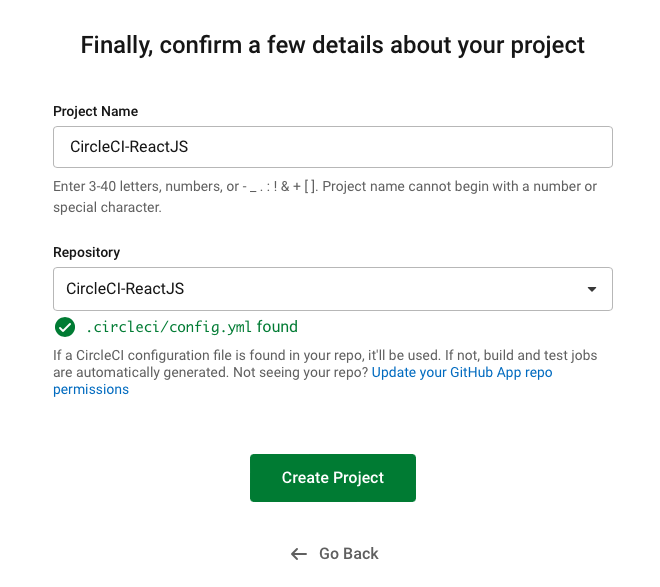 Finally, confirm a few details about your project
Project Name
CircleCI-ReactJS
Enter 3-40 letters, numbers, or - _ . : ! & + [ ]. Project name cannot begin with a number or
special character.
Repository
CircleCI-ReactJS
.circleci/config.yml found
If a CircleCI configuration file is found in your repo, it'll be used. If not, build and test jobs
are automatically generated. Not seeing your repo? Update your GitHub App repo
permissions
Create Project
Go Back